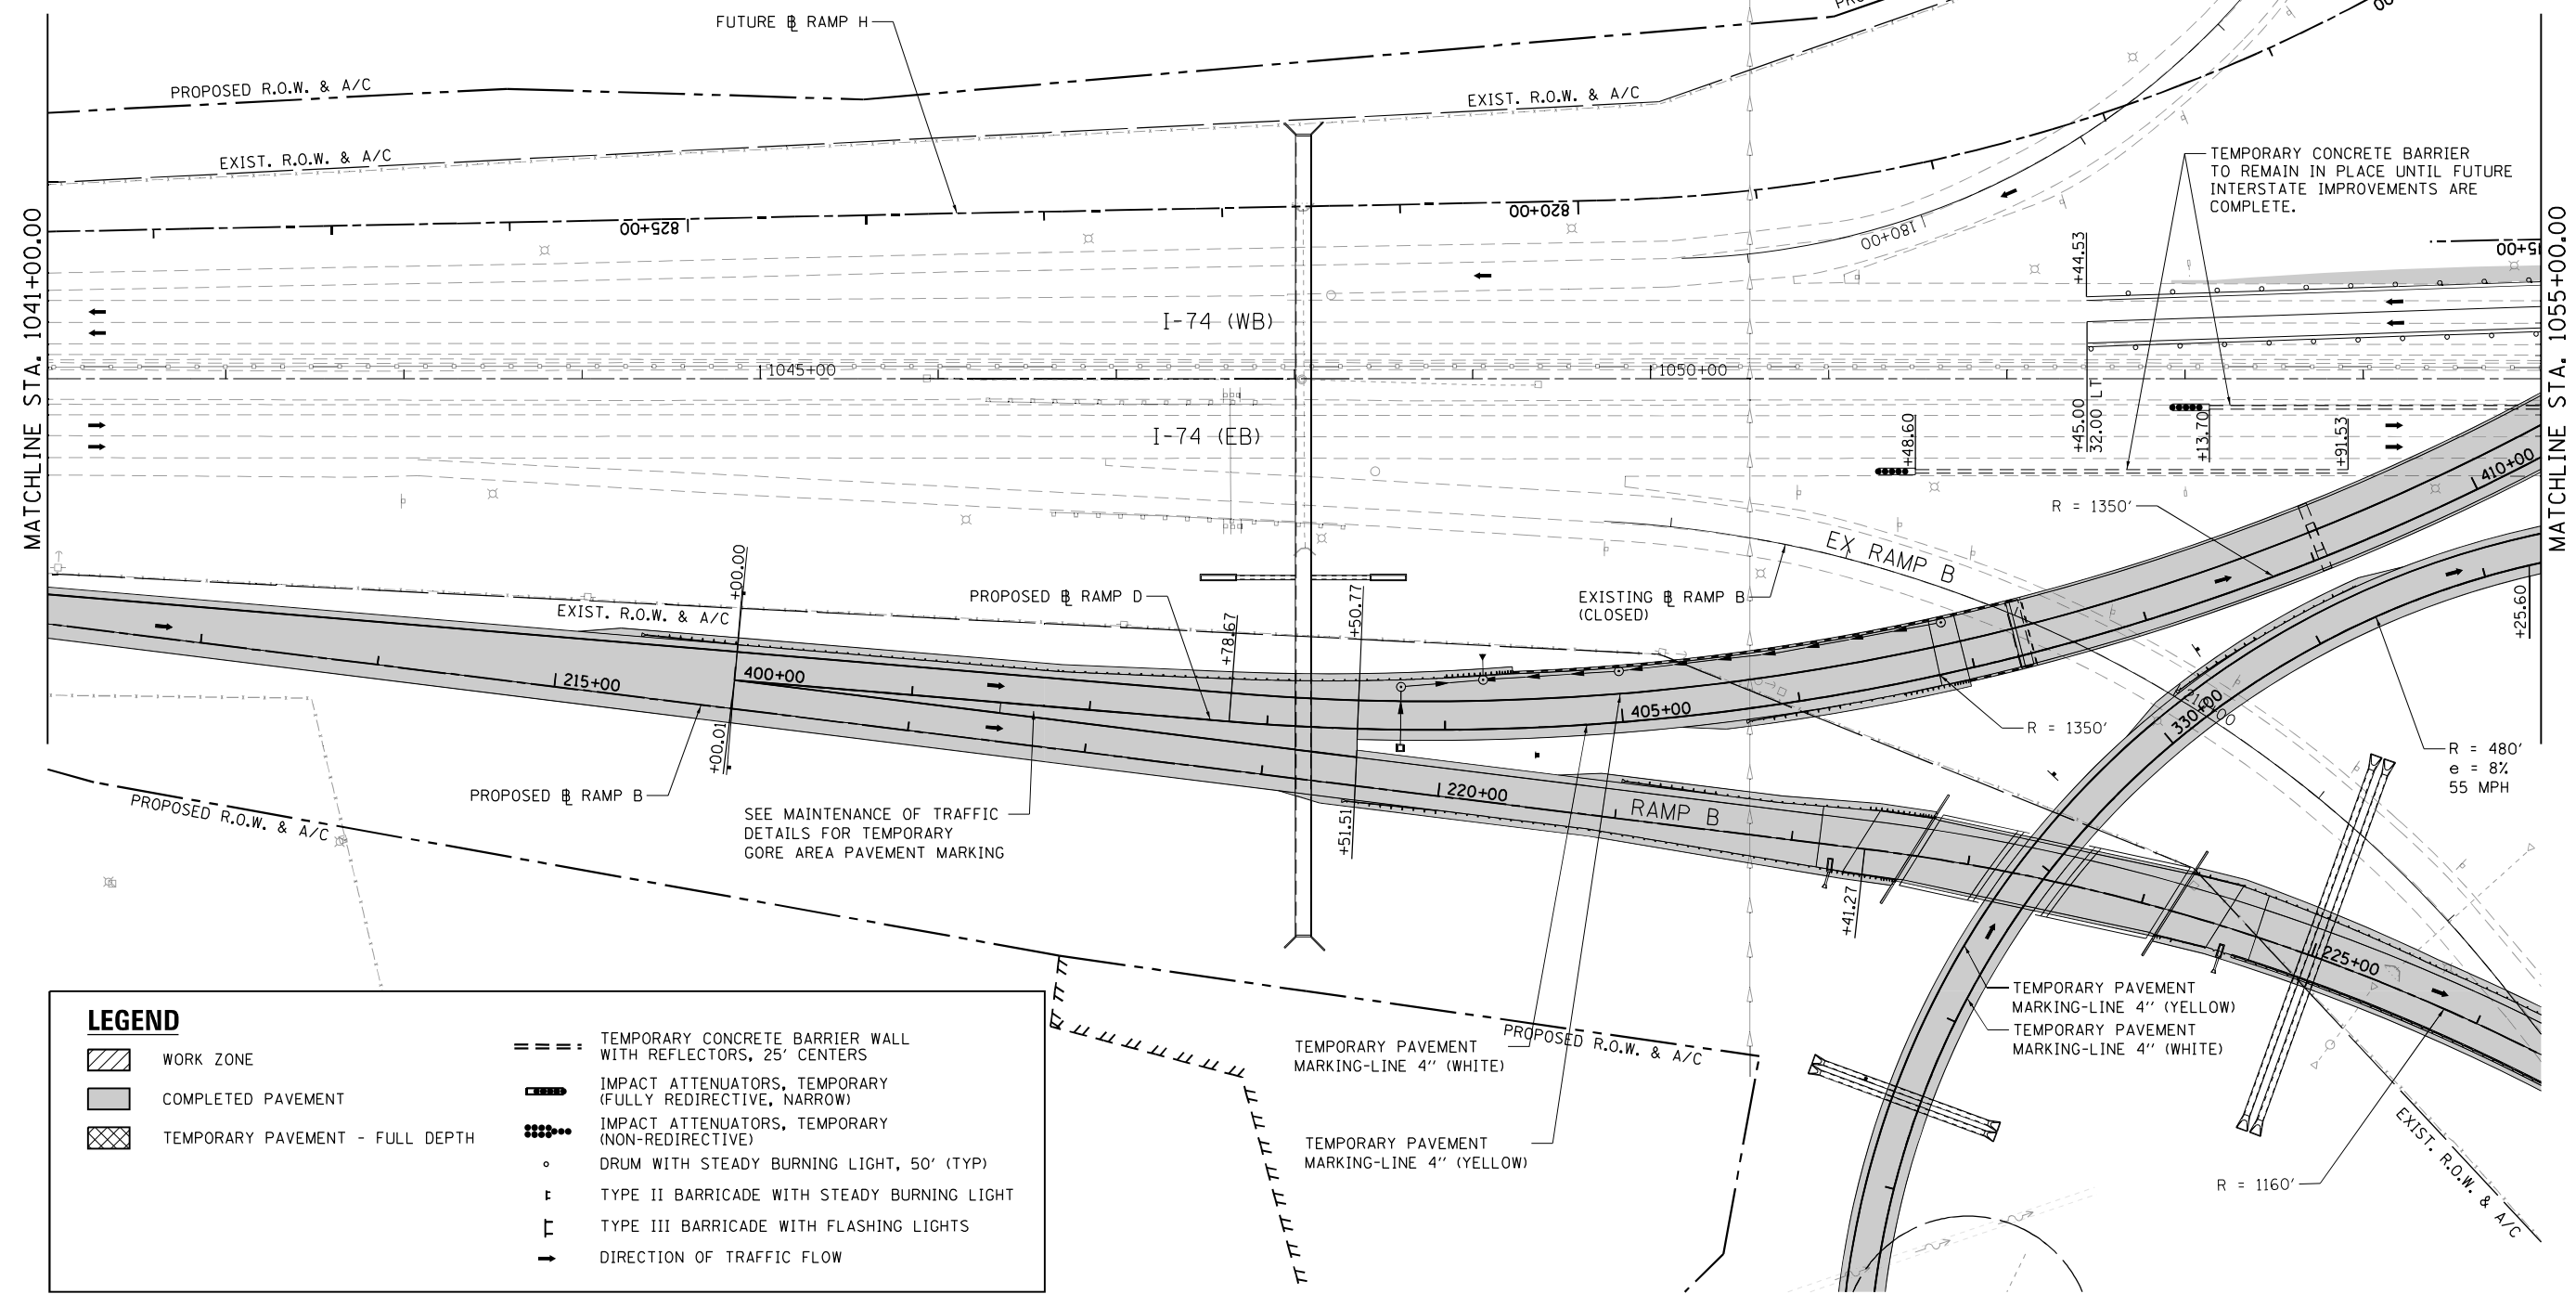 FUTURE ℄ RAMP H
PROPOSED R.O.W. & A/C
EXIST. R.O.W. & A/C
EXIST. R.O.W. & A/C
825+00
820+00
180+00
TEMPORARY CONCRETE BARRIER
TO REMAIN IN PLACE UNTIL FUTURE
INTERSTATE IMPROVEMENTS ARE
COMPLETE.
MATCHLINE STA. 1041+00.00
MATCHLINE STA. 1055+00.00
+44.53
15+00
I-74 (WB)
1045+00
1050+00
I-74 (EB)
+48.60
+45.00
32.00 LT
+13.70
+91.53
410+00
R = 1350'
EX RAMP B
+00.00
EXIST. R.O.W. & A/C
PROPOSED ℄ RAMP D
+78.67
+50.77
EXISTING ℄ RAMP B
(CLOSED)
+25.60
215+00
400+00
405+00
R = 1350'
330+00
R = 480'
e = 8%
55 MPH
+00.01
PROPOSED ℄ RAMP B
SEE MAINTENANCE OF TRAFFIC
DETAILS FOR TEMPORARY
GORE AREA PAVEMENT MARKING
+51.51
220+00
RAMP B
+41.27
PROPOSED R.O.W. & A/C
225+00
TEMPORARY PAVEMENT
MARKING-LINE 4" (YELLOW)
TEMPORARY PAVEMENT
MARKING-LINE 4" (WHITE)
PROPOSED R.O.W. & A/C
TEMPORARY PAVEMENT
MARKING-LINE 4" (WHITE)
TEMPORARY PAVEMENT
MARKING-LINE 4" (YELLOW)
R = 1160'
EXIST. R.O.W. & A/C
LEGEND
WORK ZONE
COMPLETED PAVEMENT
TEMPORARY PAVEMENT - FULL DEPTH
TEMPORARY CONCRETE BARRIER WALL
WITH REFLECTORS, 25' CENTERS
IMPACT ATTENUATORS, TEMPORARY
(FULLY REDIRECTIVE, NARROW)
IMPACT ATTENUATORS, TEMPORARY
(NON-REDIRECTIVE)
DRUM WITH STEADY BURNING LIGHT, 50' (TYP)
TYPE II BARRICADE WITH STEADY BURNING LIGHT
TYPE III BARRICADE WITH FLASHING LIGHTS
DIRECTION OF TRAFFIC FLOW